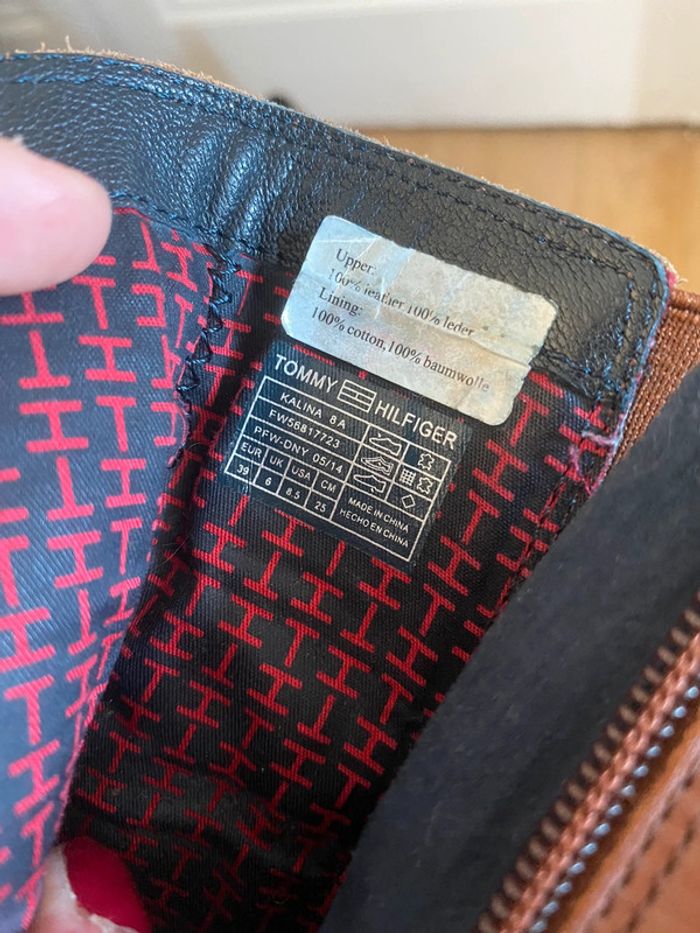 Upper:
100% leather 100% leder
Lining:
100% cotton,100% baumwolle
TOMMY HILFIGER
KALINA 8A
FW56817723
P.FW-DNY 05/14
EUR UK USA CM
39 6 8.5 25
MADE IN CHINA
HECHO EN CHINA